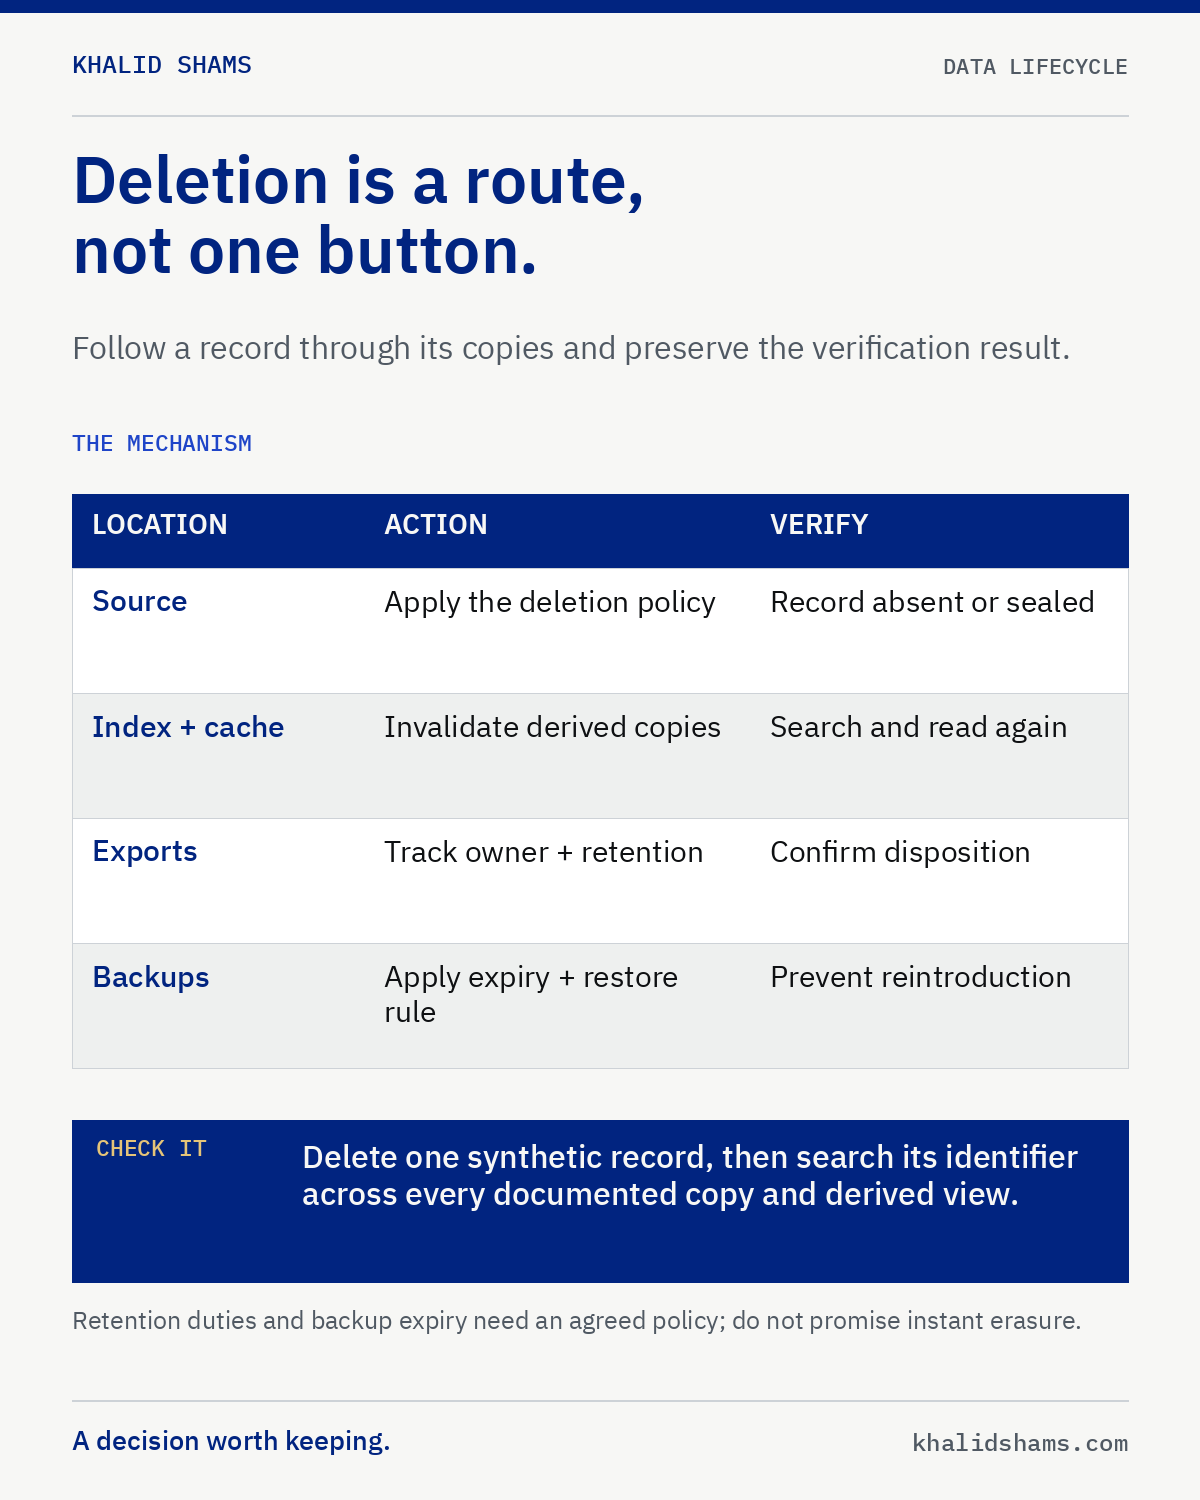 KHALID SHAMS
DATA LIFECYCLE
Deletion is a route,
not one button.
Follow a record through its copies and preserve the verification result.
THE MECHANISM
LOCATION ACTION VERIFY
Source Apply the deletion policy Record absent or sealed
Index + cache Invalidate derived copies Search and read again
Exports Track owner + retention Confirm disposition
Backups Apply expiry + restore Prevent reintroduction
rule
CHECK IT
Delete one synthetic record, then search its identifier
across every documented copy and derived view.
Retention duties and backup expiry need an agreed policy; do not promise instant erasure.
A decision worth keeping.
khalidshams.com